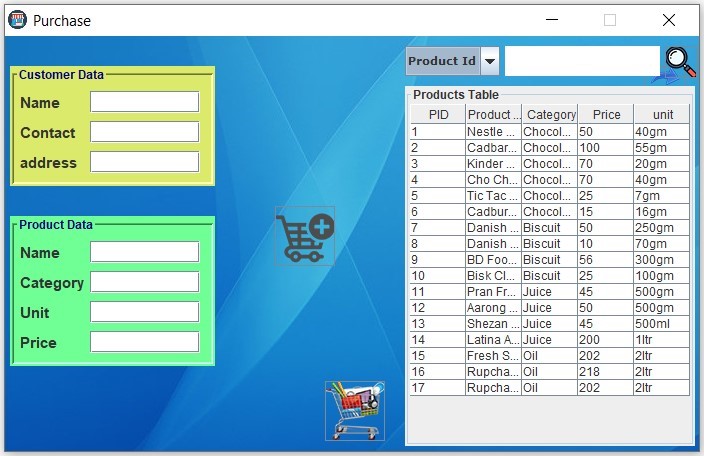 Purchase
Customer Data
Name
Contact
address
Product Data
Name
Category
Unit
Price
Product Id
Products Table
PID Product ... Category Price unit
1 Nestle ... Chocol... 50 40gm
2 Cadbar... Chocol... 100 55gm
3 Kinder ... Chocol... 70 20gm
4 Cho Ch... Chocol... 70 40gm
5 Tic Tac ... Chocol... 25 7gm
6 Cadbur... Chocol... 15 16gm
7 Danish ... Biscuit 50 250gm
8 Danish ... Biscuit 10 70gm
9 BD Foo... Biscuit 56 300gm
10 Bisk Cl... Biscuit 25 100gm
11 Pran Fr... Juice 45 500gm
12 Aarong ... Juice 50 500gm
13 Shezan ... Juice 45 500ml
14 Latina A... Juice 200 1ltr
15 Fresh S... Oil 202 2ltr
16 Rupcha... Oil 218 2ltr
17 Rupcha... Oil 202 2ltr